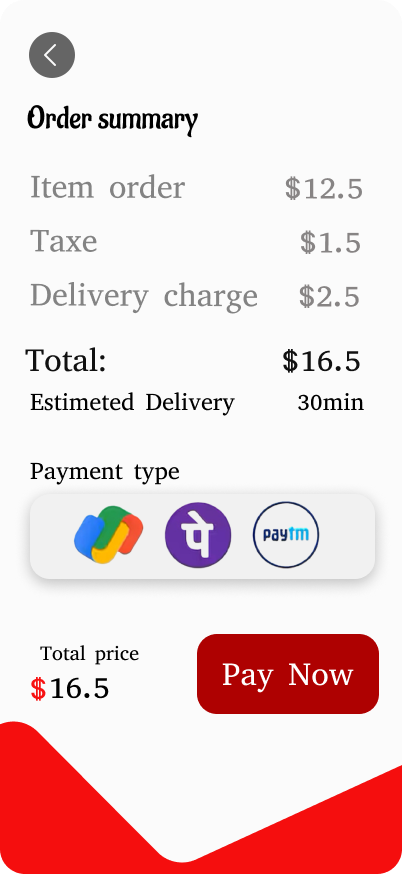 Order summary
Item order $12.5
Taxe $1.5
Delivery charge $2.5
Total: $16.5
Estimeted Delivery 30min
Payment type
पे paytm
Total price
$16.5
Pay Now